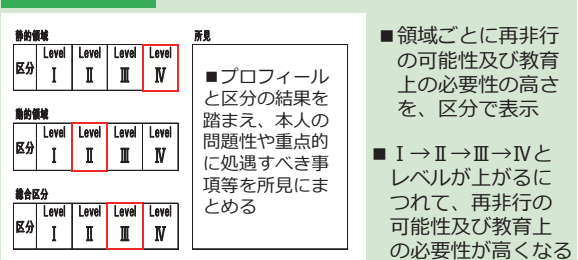 静的領域
区分 Level Ⅰ Level Ⅱ Level Ⅲ Level Ⅳ
動的領域
区分 Level Ⅰ Level Ⅱ Level Ⅲ Level Ⅳ
総合区分
区分 Level Ⅰ Level Ⅱ Level Ⅲ Level Ⅳ
所見
■プロフィール
と区分の結果を
踏まえ、本人の
問題性や重点的
に処遇すべき事
項等を所見にま
とめる
■領域ごとに再非行
の可能性及び教育
上の必要性の高さ
を、区分で表示
■Ⅰ→Ⅱ→Ⅲ→Ⅳと
レベルが上がるに
つれて、再非行の
可能性及び教育上
の必要性が高くなる